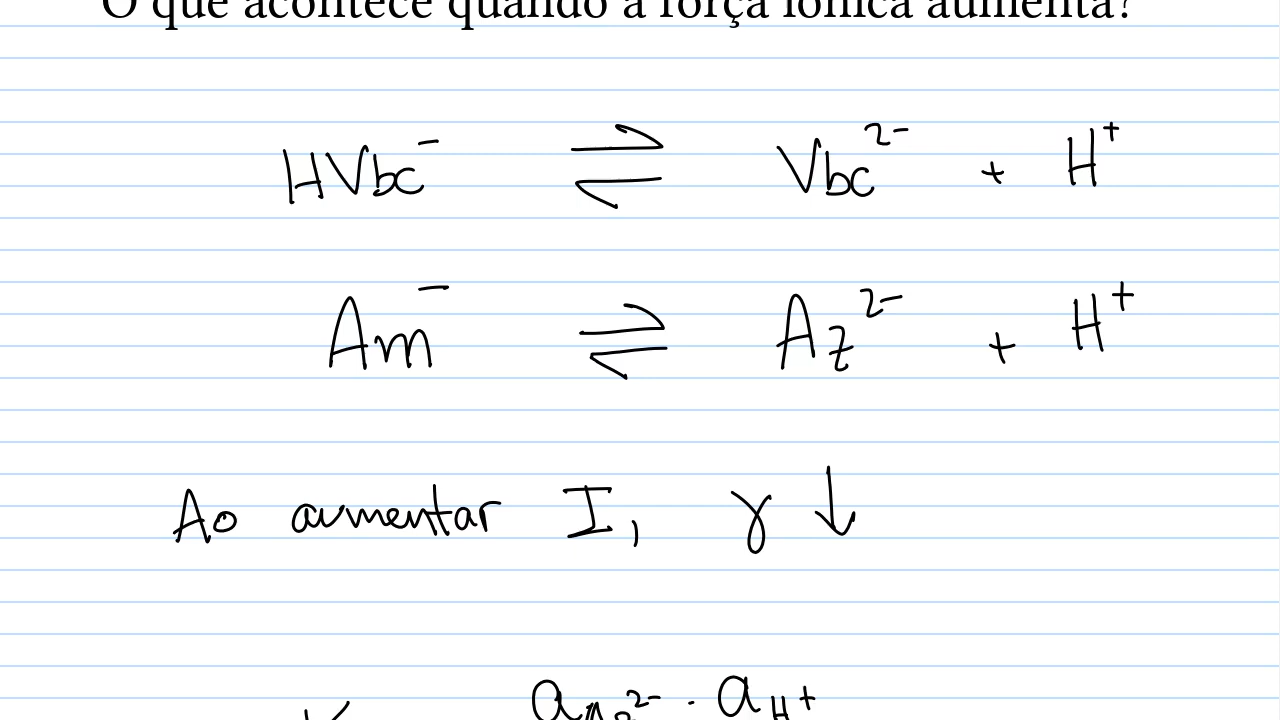 O que acontece quando a força iônica aumenta?
HVbc⁻ ⇌ Vbc²⁻ + H⁺
Am⁻ ⇌ Az²⁻ + H⁺
Ao aumentar I, γ ↓
a · a H⁺